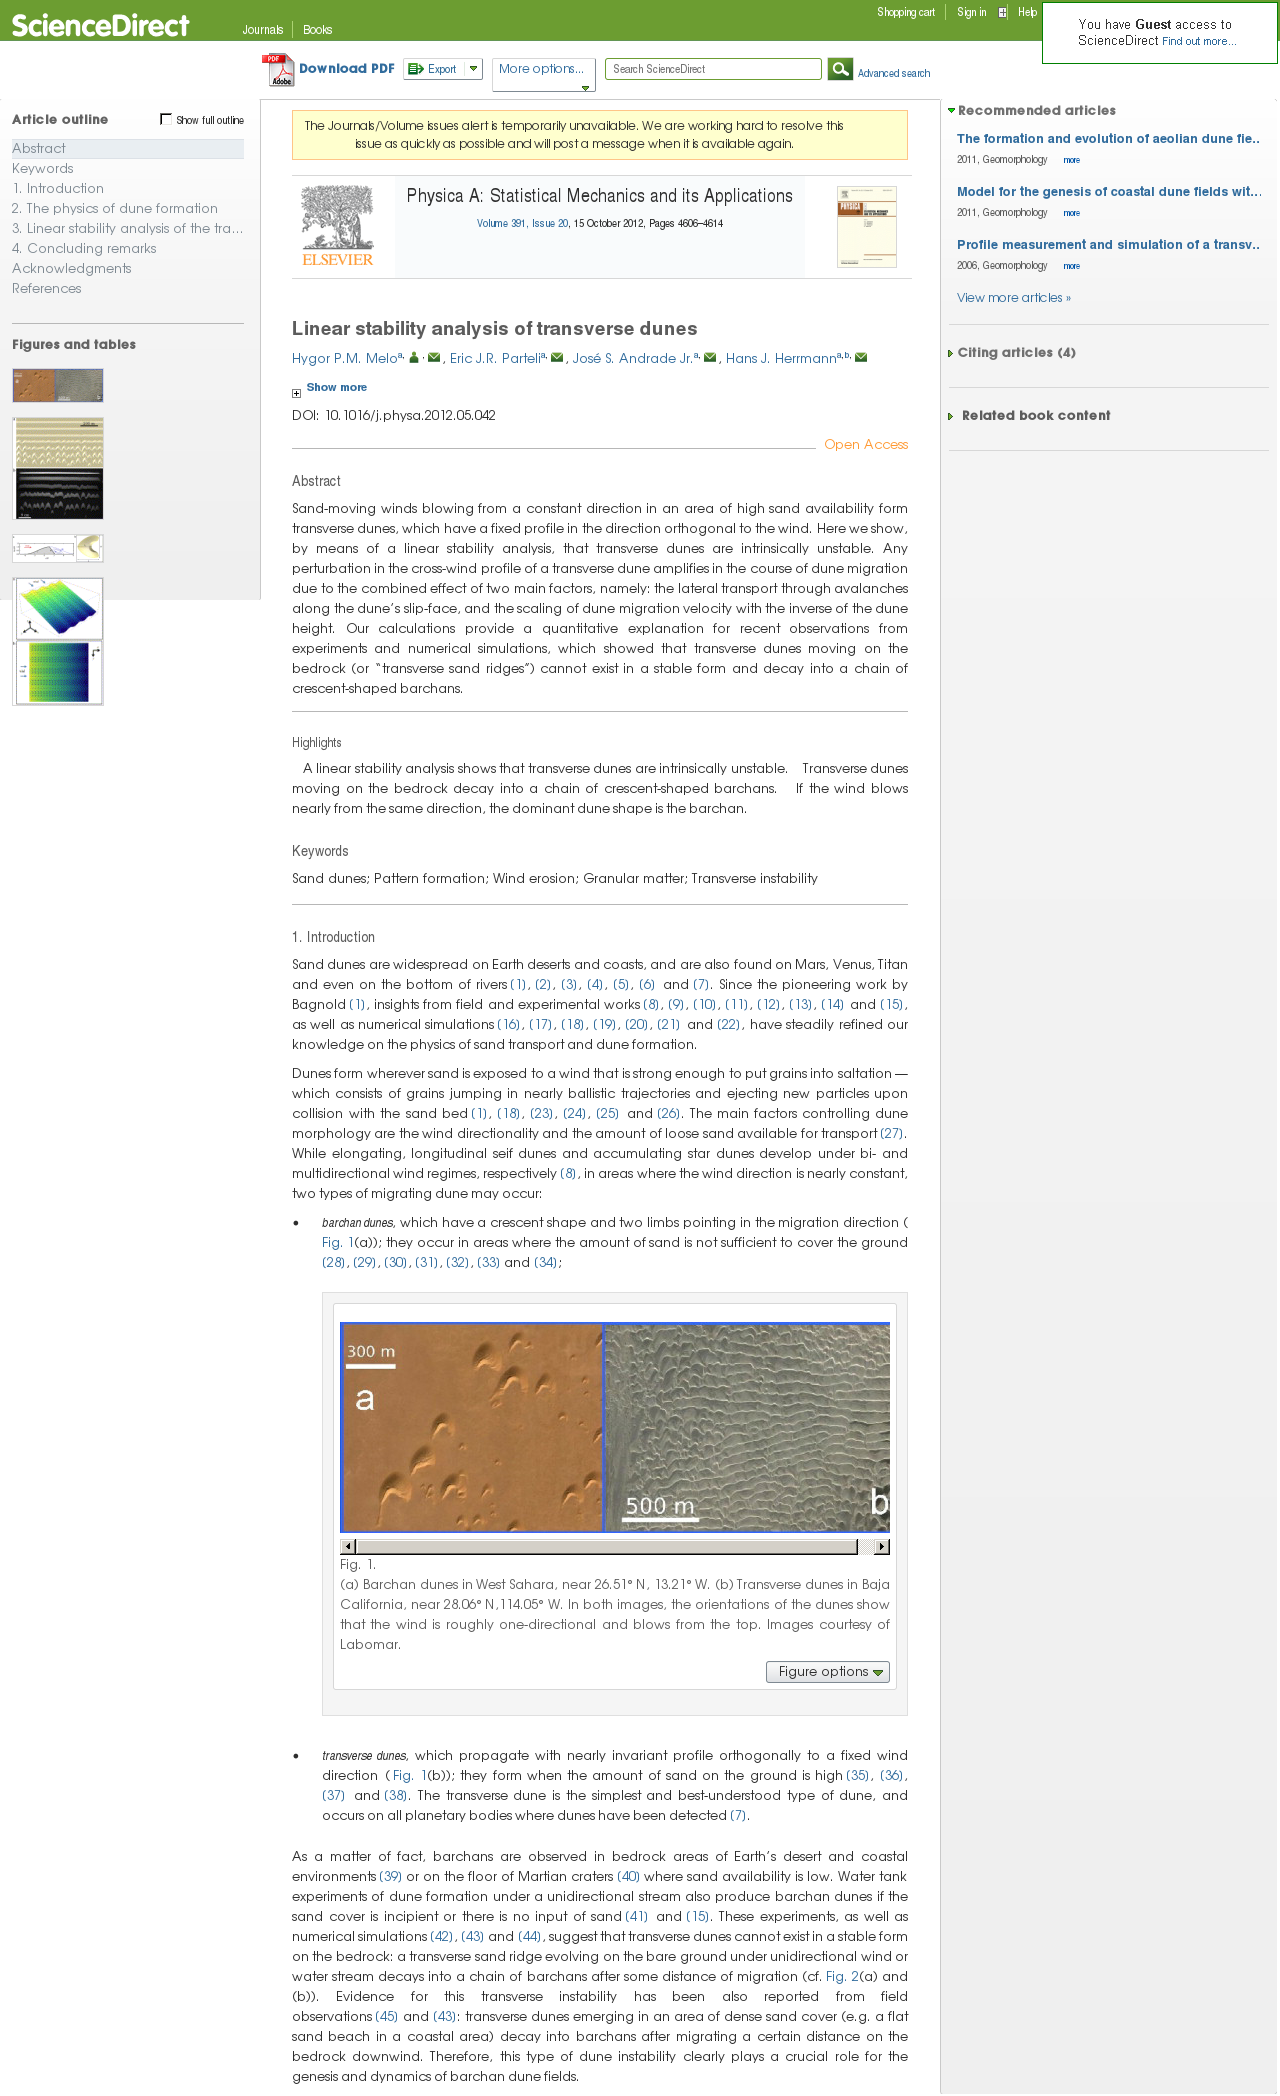 ScienceDirect
Journals
Books
Shopping cart
Sign in
Help
You have Guest access to
ScienceDirect Find out more...
Download PDF
Export
More options...
Search ScienceDirect
Advanced search
Article outline
Show full outline
Abstract
Keywords
1. Introduction
2. The physics of dune formation
3. Linear stability analysis of the tra...
4. Concluding remarks
Acknowledgments
References
Figures and tables
The Journals/Volume issues alert is temporarily unavailable. We are working hard to resolve this
issue as quickly as possible and will post a message when it is available again.
ELSEVIER
Physica A: Statistical Mechanics and its Applications
Volume 391, Issue 20, 15 October 2012, Pages 4606–4614
Linear stability analysis of transverse dunes
Hygor P.M. Melo a, , Eric J.R. Parteli a, , José S. Andrade Jr. a, , Hans J. Herrmann a, b,
Show more
DOI: 10.1016/j.physa.2012.05.042
Open Access
Abstract
Sand-moving winds blowing from a constant direction in an area of high sand availability form
transverse dunes, which have a fixed profile in the direction orthogonal to the wind. Here we show,
by means of a linear stability analysis, that transverse dunes are intrinsically unstable. Any
perturbation in the cross-wind profile of a transverse dune amplifies in the course of dune migration
due to the combined effect of two main factors, namely: the lateral transport through avalanches
along the dune's slip-face, and the scaling of dune migration velocity with the inverse of the dune
height. Our calculations provide a quantitative explanation for recent observations from
experiments and numerical simulations, which showed that transverse dunes moving on the
bedrock (or “transverse sand ridges”) cannot exist in a stable form and decay into a chain of
crescent-shaped barchans.
Highlights
A linear stability analysis shows that transverse dunes are intrinsically unstable. Transverse dunes
moving on the bedrock decay into a chain of crescent-shaped barchans. If the wind blows
nearly from the same direction, the dominant dune shape is the barchan.
Keywords
Sand dunes; Pattern formation; Wind erosion; Granular matter; Transverse instability
1. Introduction
Sand dunes are widespread on Earth deserts and coasts, and are also found on Mars, Venus, Titan
and even on the bottom of rivers (1), (2), (3), (4), (5), (6) and (7). Since the pioneering work by
Bagnold (1), insights from field and experimental works (8), (9), (10), (11), (12), (13), (14) and (15),
as well as numerical simulations (16), (17), (18), (19), (20), (21) and (22), have steadily refined our
knowledge on the physics of sand transport and dune formation.
Dunes form wherever sand is exposed to a wind that is strong enough to put grains into saltation —
which consists of grains jumping in nearly ballistic trajectories and ejecting new particles upon
collision with the sand bed (1), (18), (23), (24), (25) and (26). The main factors controlling dune
morphology are the wind directionality and the amount of loose sand available for transport (27).
While elongating, longitudinal seif dunes and accumulating star dunes develop under bi- and
multidirectional wind regimes, respectively (8), in areas where the wind direction is nearly constant,
two types of migrating dune may occur:
• barchan dunes, which have a crescent shape and two limbs pointing in the migration direction (
Fig. 1(a)); they occur in areas where the amount of sand is not sufficient to cover the ground
(28), (29), (30), (31), (32), (33) and (34);
300 m
a
500 m
b
Fig. 1.
(a) Barchan dunes in West Sahara, near 26.51° N, 13.21° W. (b) Transverse dunes in Baja
California, near 28.06° N,114.05° W. In both images, the orientations of the dunes show
that the wind is roughly one-directional and blows from the top. Images courtesy of
Labomar.
Figure options
• transverse dunes, which propagate with nearly invariant profile orthogonally to a fixed wind
direction ( Fig. 1(b)); they form when the amount of sand on the ground is high (35), (36),
(37) and (38). The transverse dune is the simplest and best-understood type of dune, and
occurs on all planetary bodies where dunes have been detected (7).
As a matter of fact, barchans are observed in bedrock areas of Earth's desert and coastal
environments (39) or on the floor of Martian craters (40) where sand availability is low. Water tank
experiments of dune formation under a unidirectional stream also produce barchan dunes if the
sand cover is incipient or there is no input of sand (41) and (15). These experiments, as well as
numerical simulations (42), (43) and (44), suggest that transverse dunes cannot exist in a stable form
on the bedrock: a transverse sand ridge evolving on the bare ground under unidirectional wind or
water stream decays into a chain of barchans after some distance of migration (cf. Fig. 2(a) and
(b)). Evidence for this transverse instability has been also reported from field
observations (45) and (43): transverse dunes emerging in an area of dense sand cover (e.g. a flat
sand beach in a coastal area) decay into barchans after migrating a certain distance on the
bedrock downwind. Therefore, this type of dune instability clearly plays a crucial role for the
genesis and dynamics of barchan dune fields.
Recommended articles
The formation and evolution of aeolian dune fie...
2011, Geomorphology more
Model for the genesis of coastal dune fields wit...
2011, Geomorphology more
Profile measurement and simulation of a transv...
2006, Geomorphology more
View more articles »
Citing articles (4)
Related book content